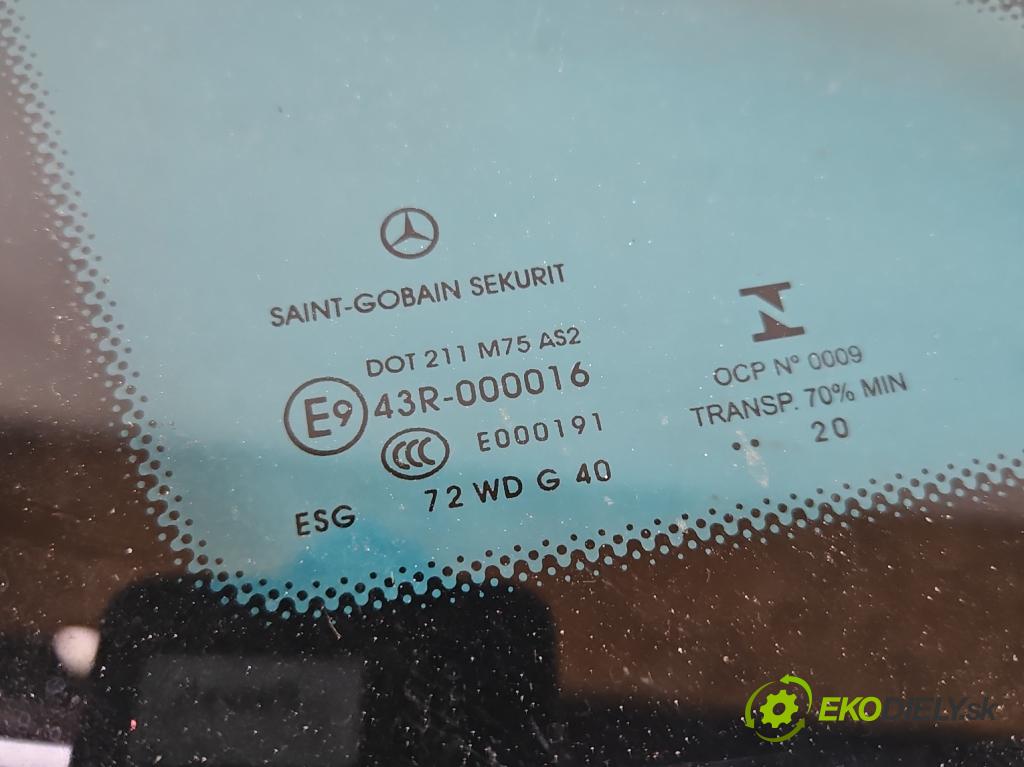 SAINT-GOBAIN SEKURIT
DOT 211 M75 AS2
E9 43R-000016
CCC E000191
ESG 72 WD G 40
OCP N° 0009
TRANSP. 70% MIN
.. 20
EKODIELY.sk